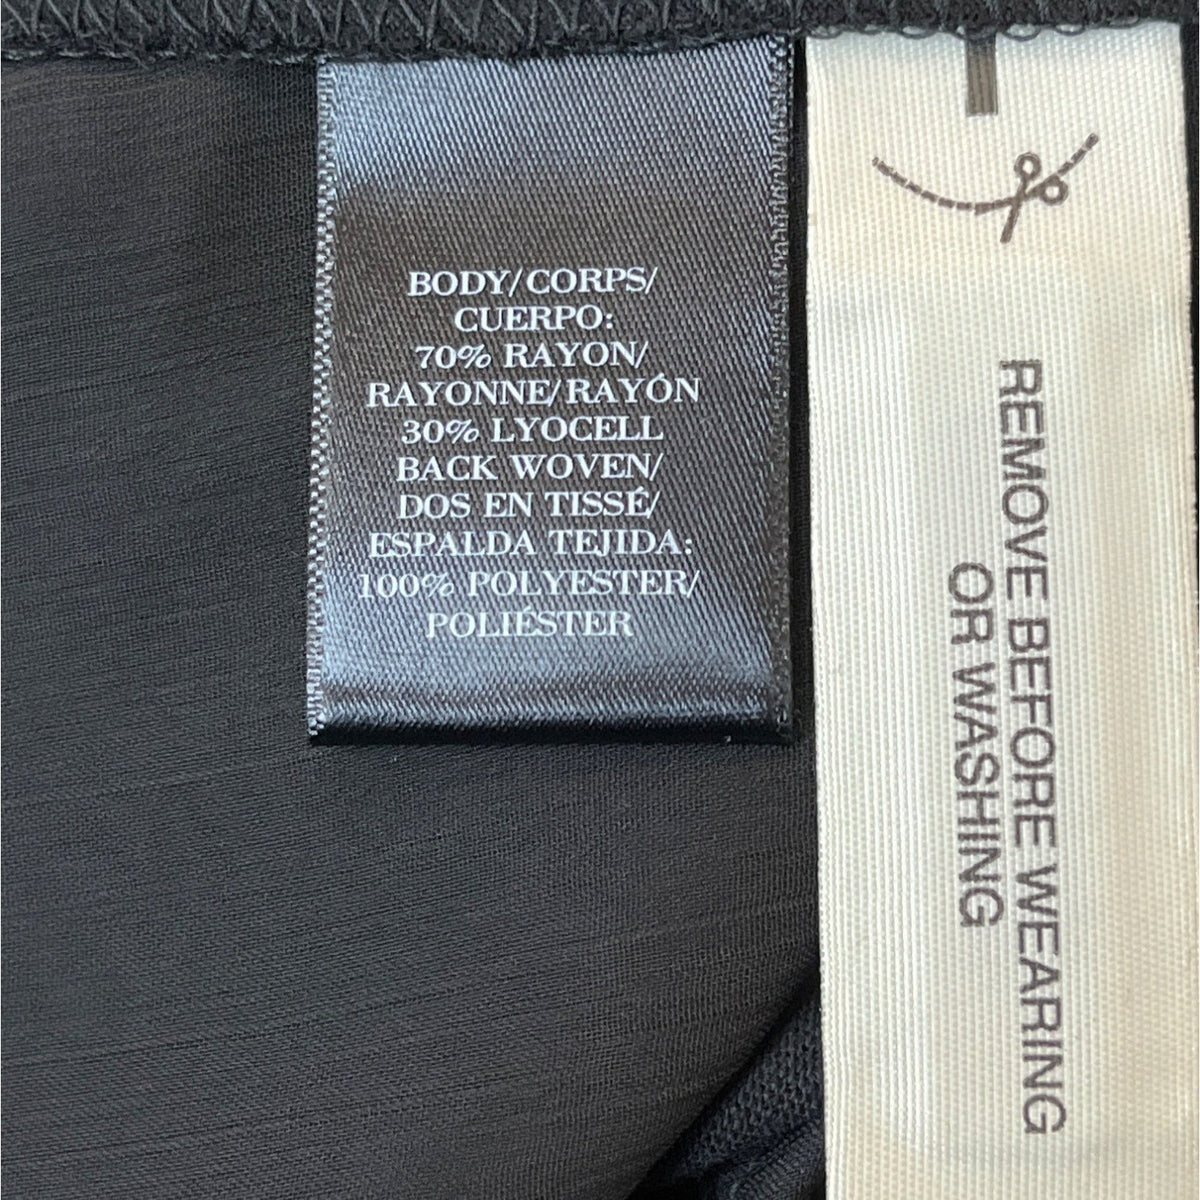 BODY/CORPS/
CUERPO:
70% RAYON/
RAYONNE/RAYÓN
30% LYOCELL
BACK WOVEN/
DOS EN TISSÉ/
ESPALDA TEJIDA:
100% POLYESTER/
POLIÉSTER
REMOVE BEFORE WEARING
OR WASHING